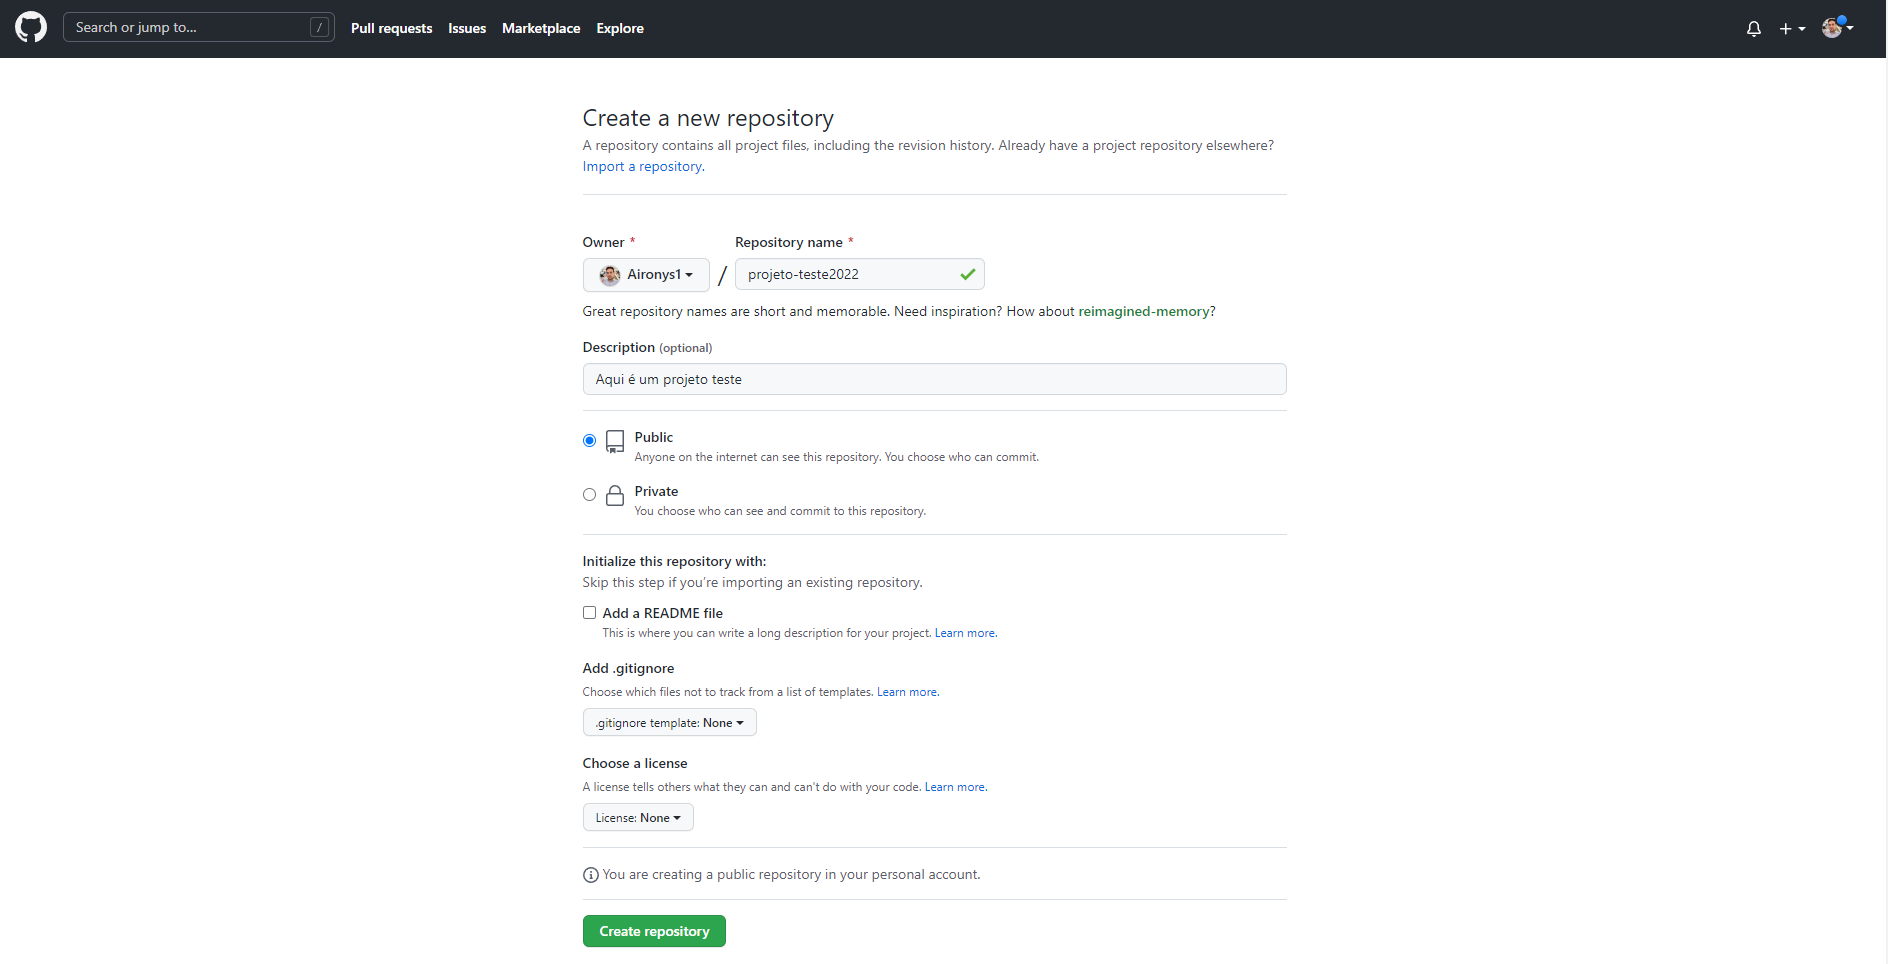 Search or jump to... /
Pull requests Issues Marketplace Explore
Create a new repository
A repository contains all project files, including the revision history. Already have a project repository elsewhere?
Import a repository.
Owner * Repository name *
Aironys1 / projeto-teste2022
Great repository names are short and memorable. Need inspiration? How about reimagined-memory?
Description (optional)
Aqui é um projeto teste
Public
Anyone on the internet can see this repository. You choose who can commit.
Private
You choose who can see and commit to this repository.
Initialize this repository with:
Skip this step if you're importing an existing repository.
Add a README file
This is where you can write a long description for your project. Learn more.
Add .gitignore
Choose which files not to track from a list of templates. Learn more.
.gitignore template: None
Choose a license
A license tells others what they can and can't do with your code. Learn more.
License: None
You are creating a public repository in your personal account.
Create repository